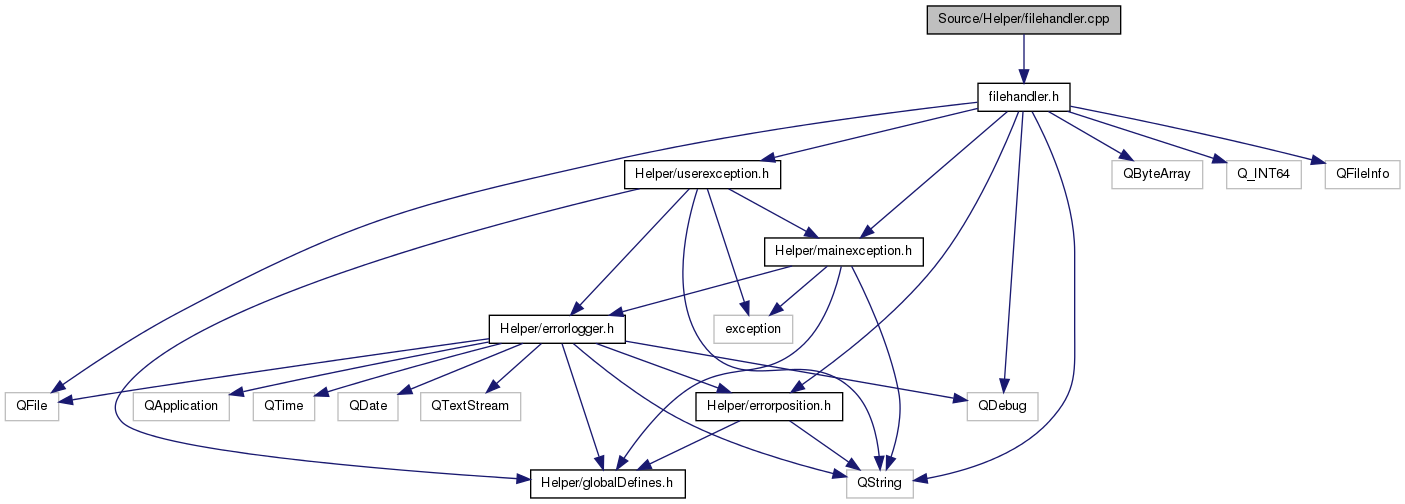 Source/Helper/filehandler.cpp
filehandler.h
Helper/userexception.h
QByteArray
Q_INT64
QFileInfo
Helper/mainexception.h
Helper/errorlogger.h
exception
QFile
QApplication
QTime
QDate
QTextStream
Helper/errorposition.h
QDebug
Helper/globalDefines.h
QString